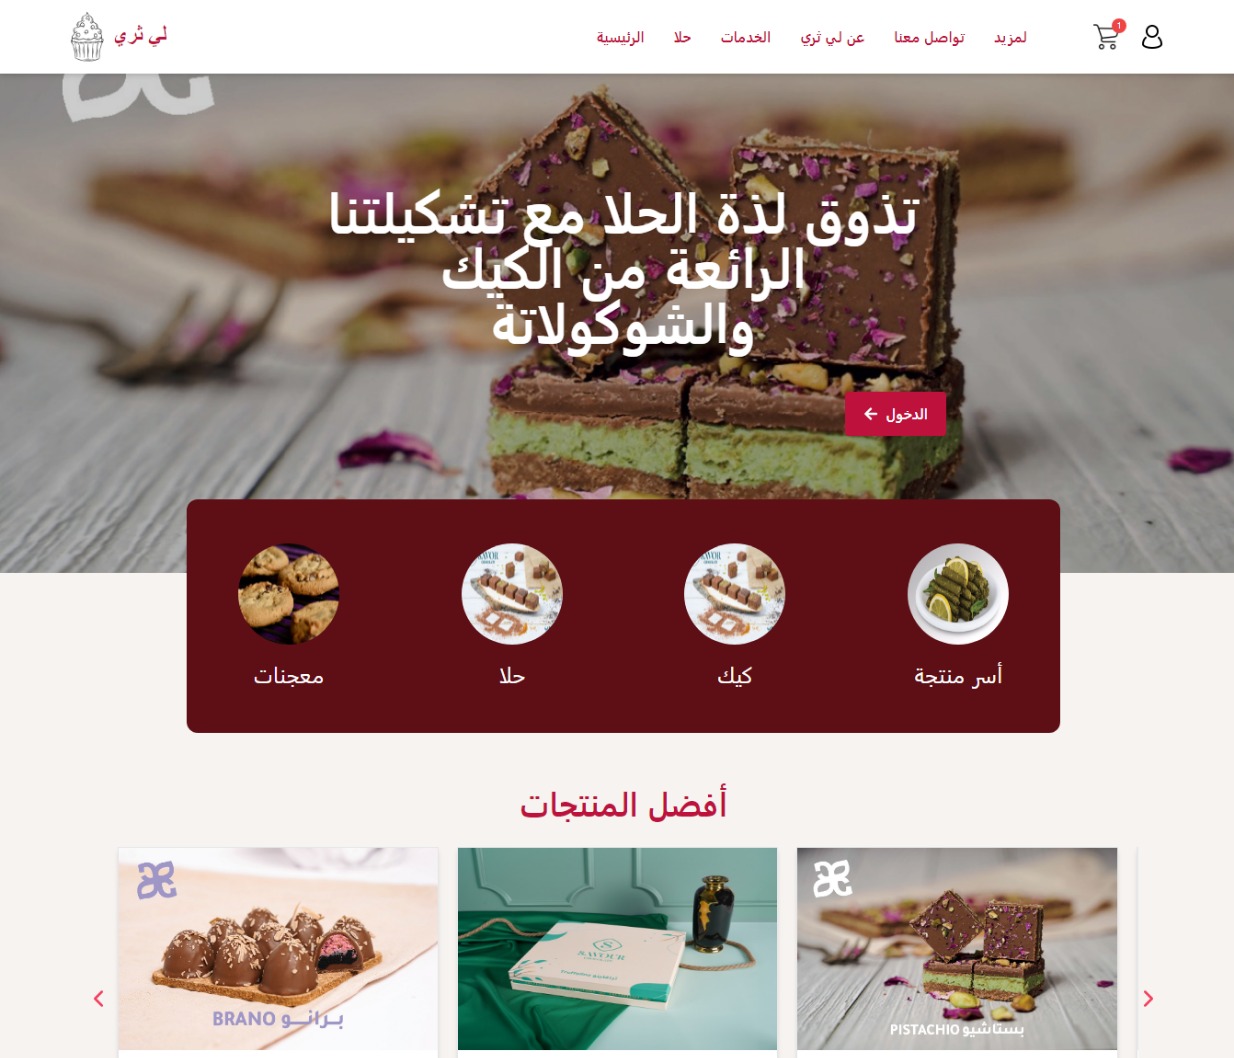 لي ثري
الرئيسية
حلا
الخدمات
عن لي ثري
تواصل معنا
لمزيد
1
تذوق لذة الحلا مع تشكيلتنا
الرائعة من الكيك
والشوكولاتة
الدخول
أسر منتجة
كيك
حلا
معجنات
أفضل المنتجات
برانو BRANO
S
SAVOUR
بستاشيو PISTACHIO